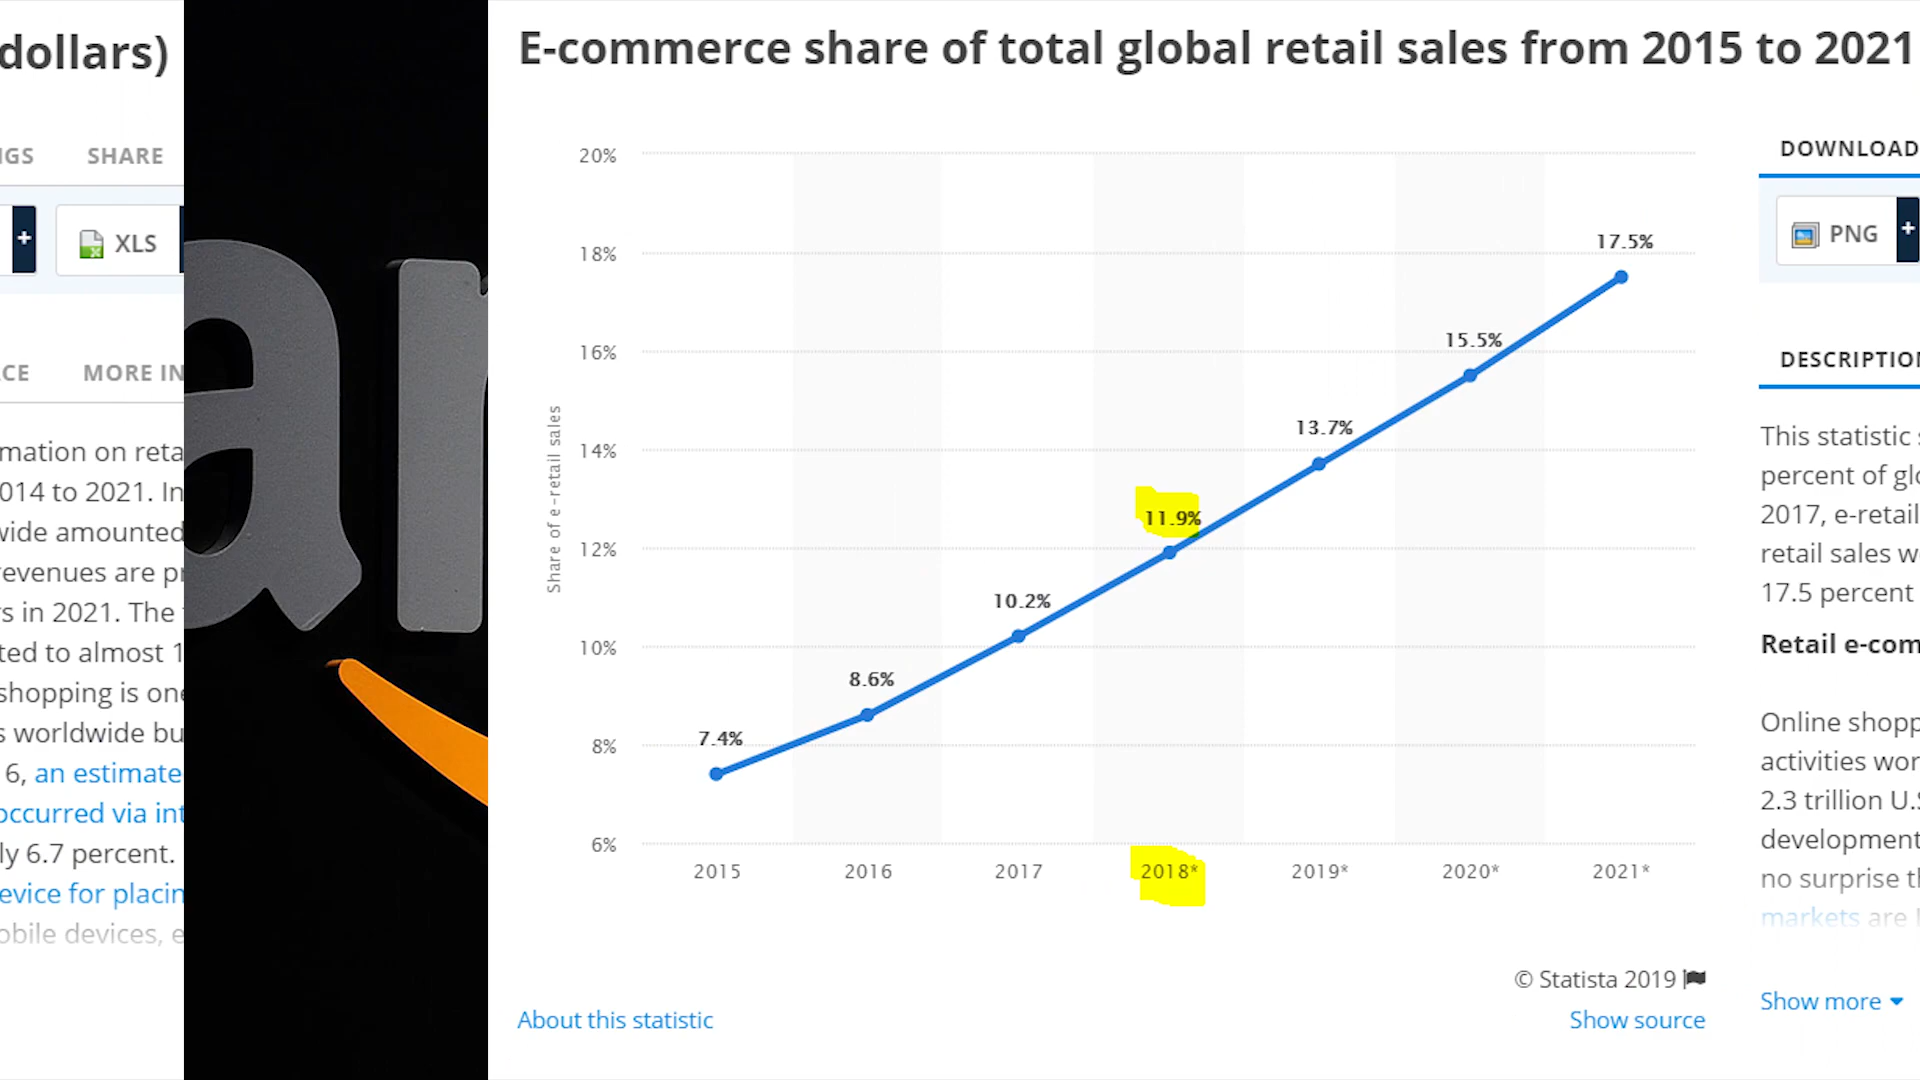 dollars)
SHARE
+
XLS
MORE IN
mation on reta
014 to 2021. In
wide amounted
revenues are pr
s in 2021. The
ted to almost 1
shopping is one
s worldwide bu
6, an estimate
occurred via int
ly 6.7 percent.
evice for placin
obile devices, e
a
E-commerce share of total global retail sales from 2015 to 2021
20%
18%
16%
14%
12%
10%
8%
6%
Share of e-retail sales
7.4%
8.6%
10.2%
11.9%
13.7%
15.5%
17.5%
2015
2016
2017
2018*
2019*
2020*
2021*
© Statista 2019
About this statistic
Show source
DOWNLOAD
PNG
+
DESCRIPTION
This statistic
percent of glo
2017, e-retail
retail sales w
17.5 percent
Retail e-com
Online shopp
activities wor
2.3 trillion U.S
development
no surprise th
markets are
Show more